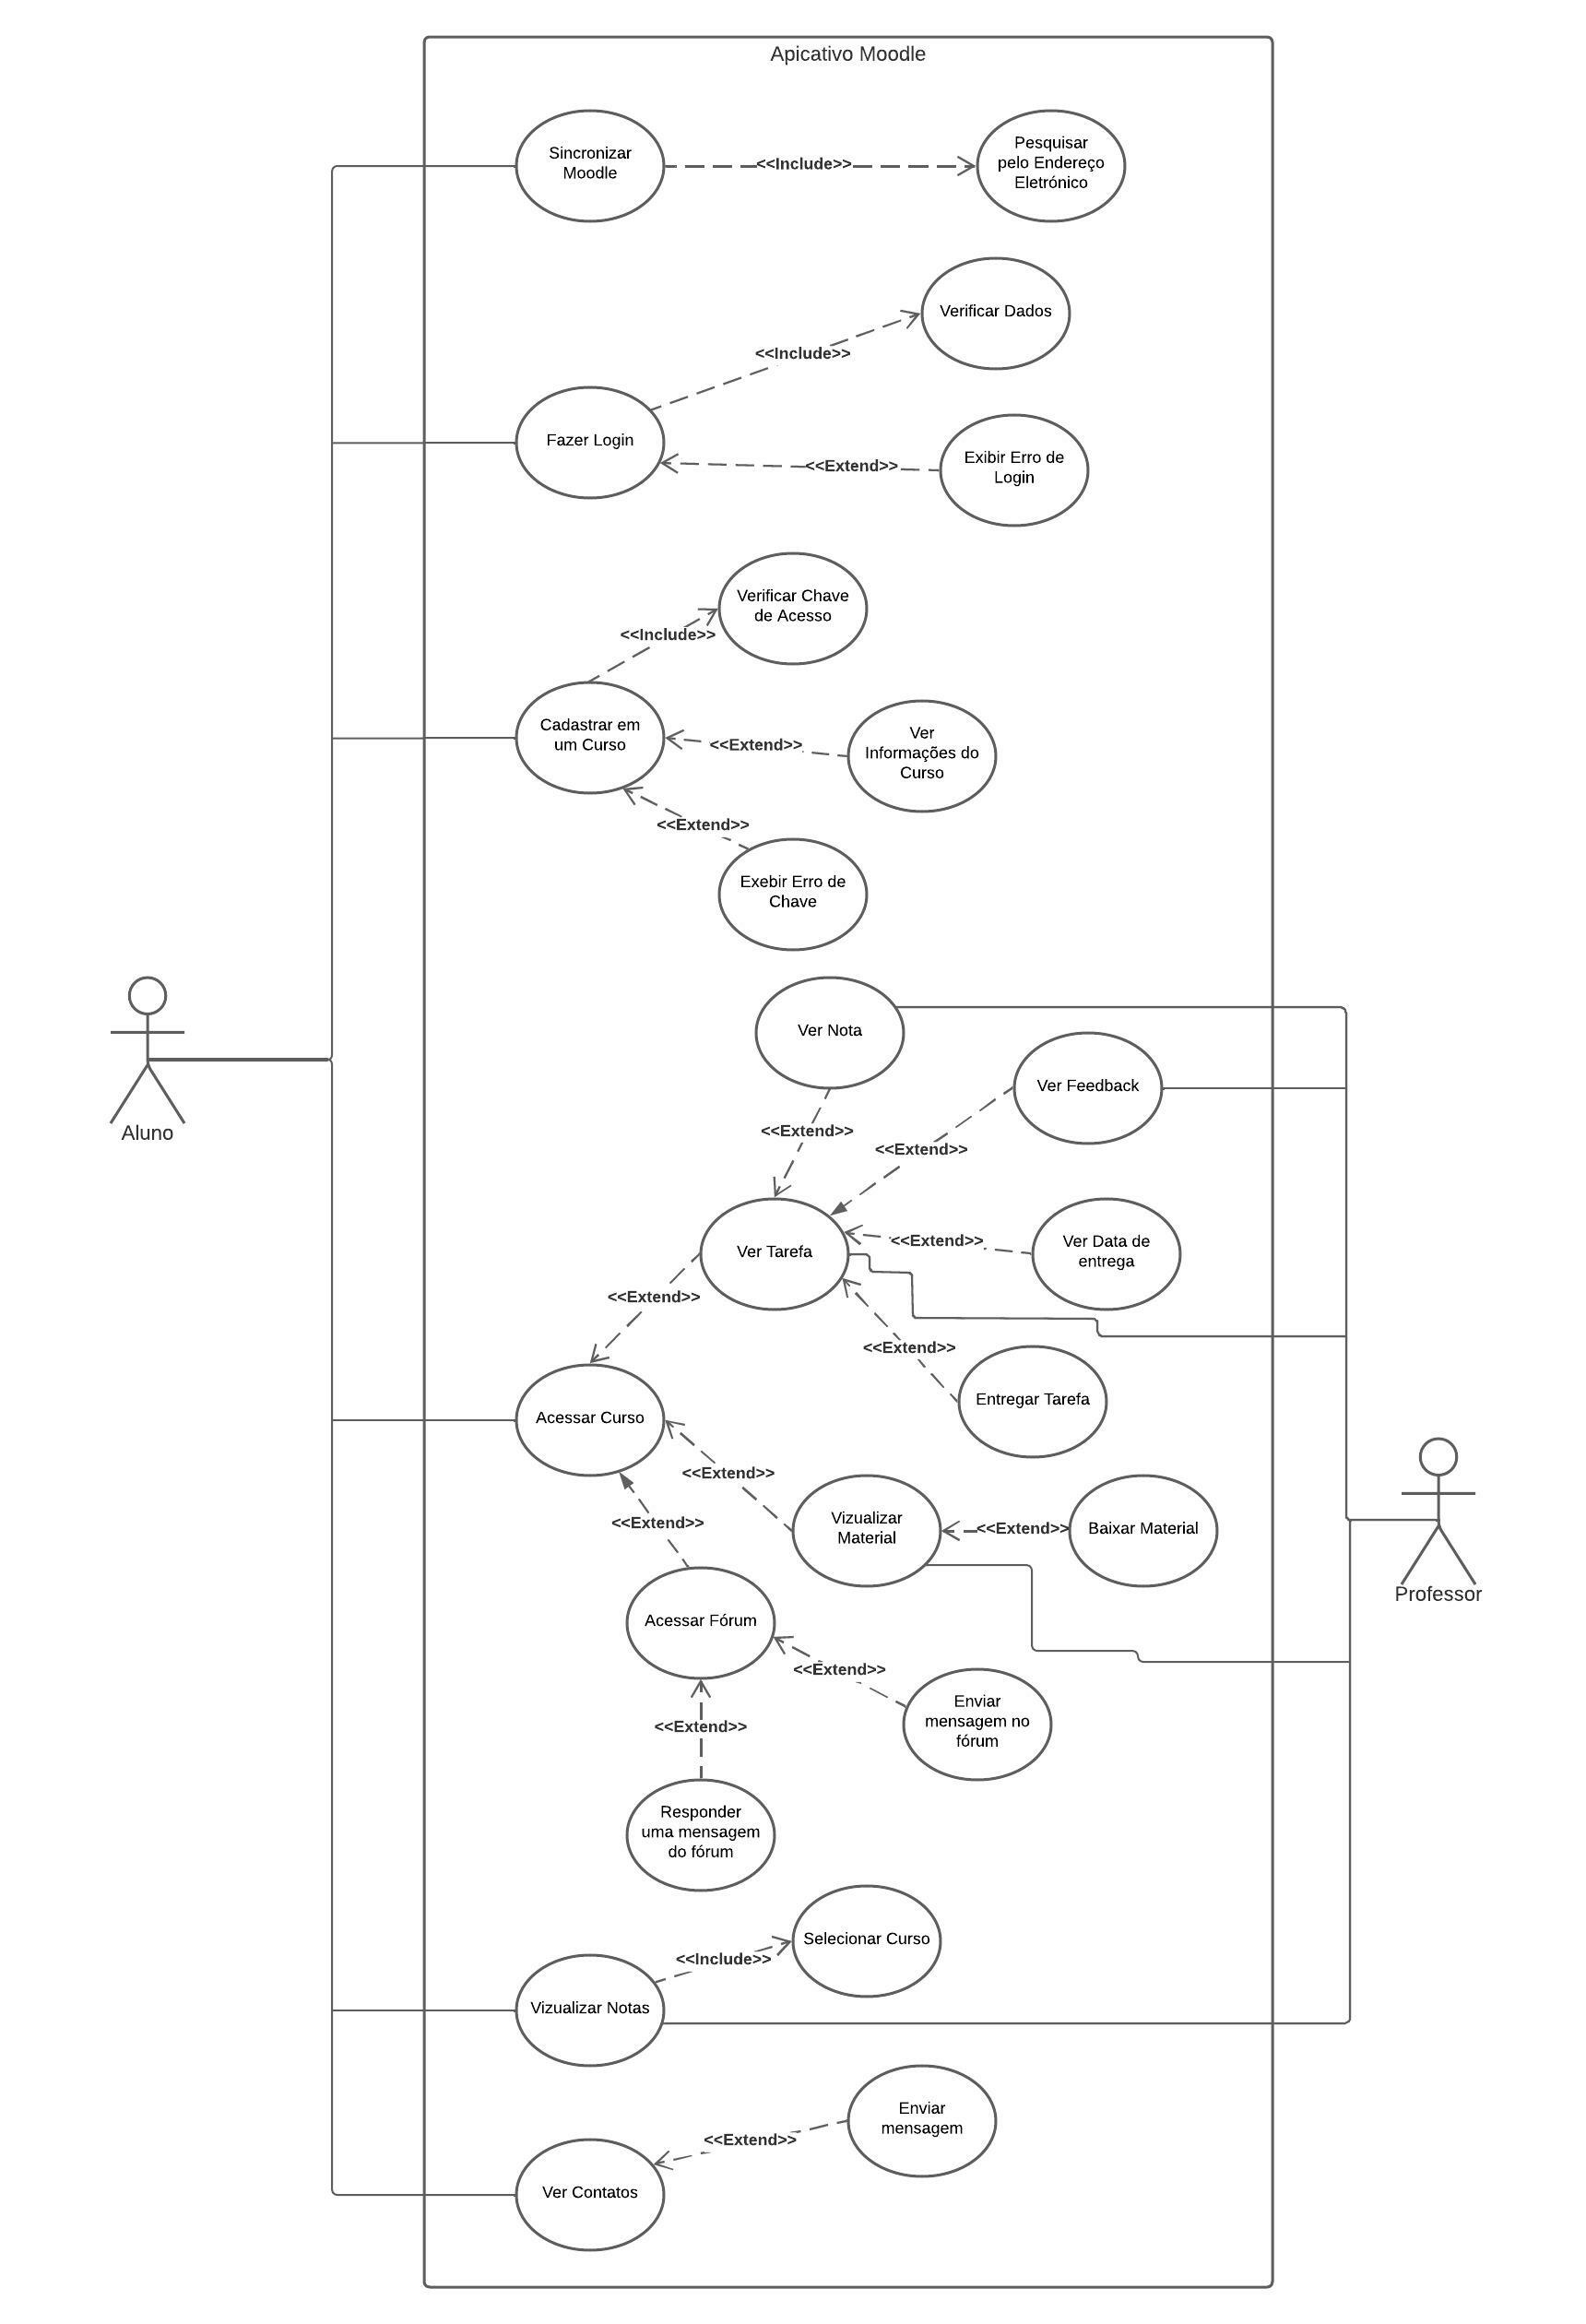 Apicativo Moodle
Sincronizar
Moodle
<<Include>>
Pesquisar
pelo Endereço
Eletrónico
Verificar Dados
<<Include>>
Fazer Login
<<Extend>>
Exibir Erro de
Login
Verificar Chave
de Acesso
<<Include>>
Cadastrar em
um Curso
<<Extend>>
Ver
Informações do
Curso
<<Extend>>
Exebir Erro de
Chave
Ver Nota
Ver Feedback
Aluno
<<Extend>>
<<Extend>>
Ver Tarefa
<<Extend>>
Ver Data de
entrega
<<Extend>>
<<Extend>>
Entregar Tarefa
Acessar Curso
<<Extend>>
Vizualizar
Material
<<Extend>>
Baixar Material
<<Extend>>
Professor
Acessar Fórum
<<Extend>>
Enviar
mensagem no
fórum
<<Extend>>
Responder
uma mensagem
do fórum
Selecionar Curso
<<Include>>
Vizualizar Notas
Enviar
mensagem
<<Extend>>
Ver Contatos